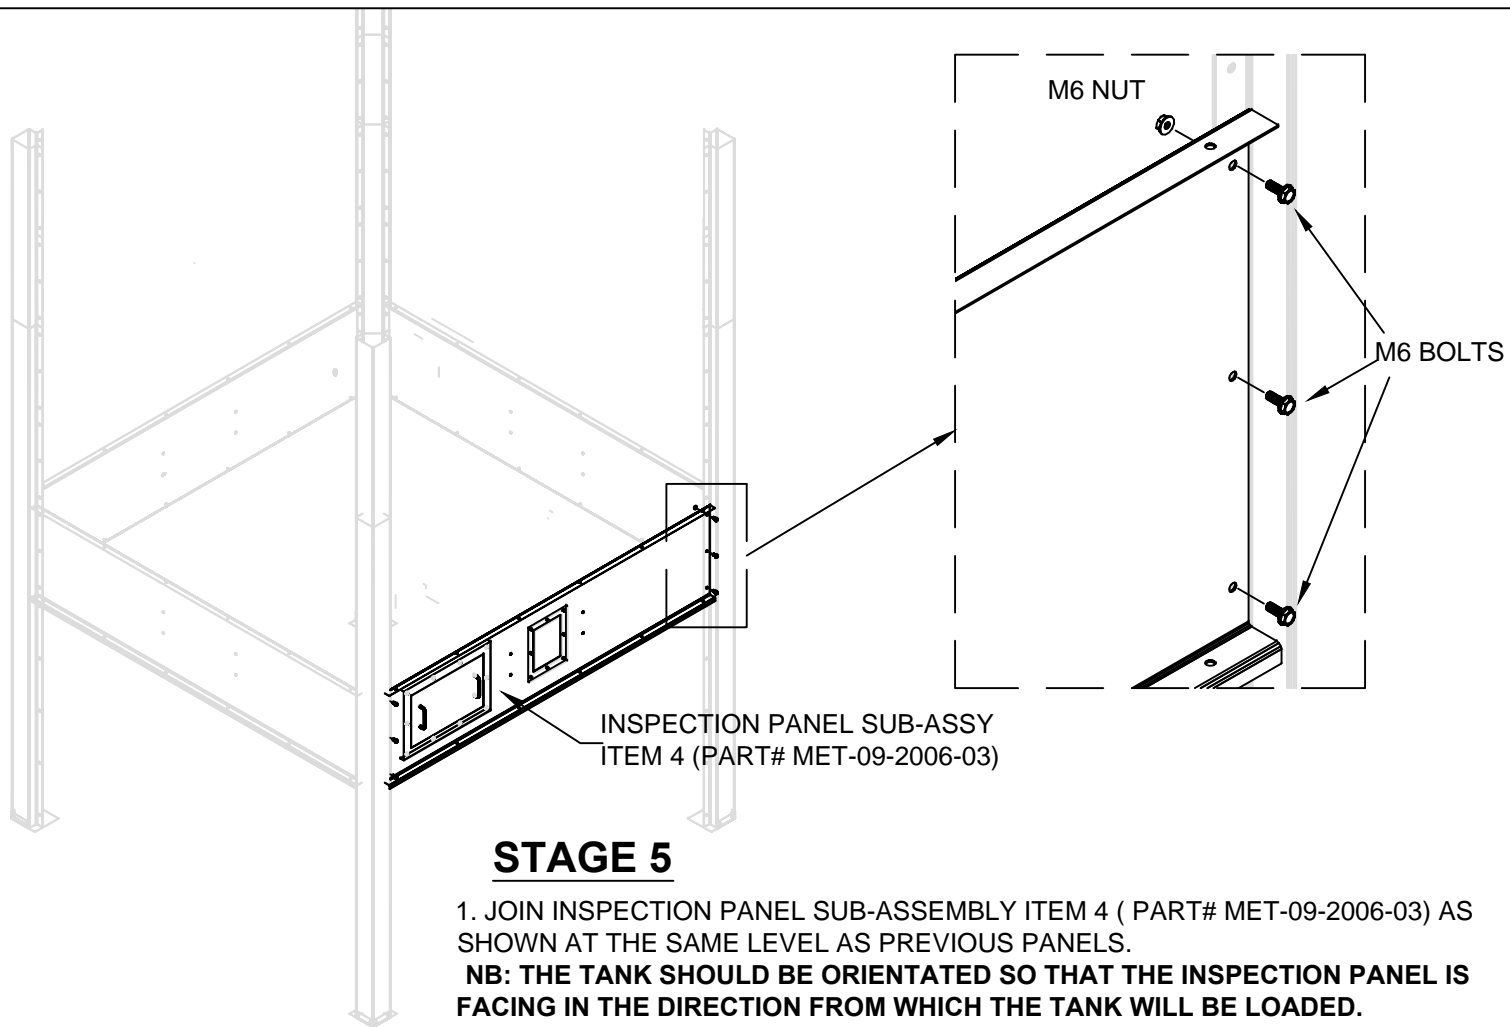 M6 NUT
M6 BOLTS
INSPECTION PANEL SUB-ASSY
ITEM 4 (PART# MET-09-2006-03)
STAGE 5
1. JOIN INSPECTION PANEL SUB-ASSEMBLY ITEM 4 ( PART# MET-09-2006-03) AS
SHOWN AT THE SAME LEVEL AS PREVIOUS PANELS.
NB: THE TANK SHOULD BE ORIENTATED SO THAT THE INSPECTION PANEL IS
FACING IN THE DIRECTION FROM WHICH THE TANK WILL BE LOADED.